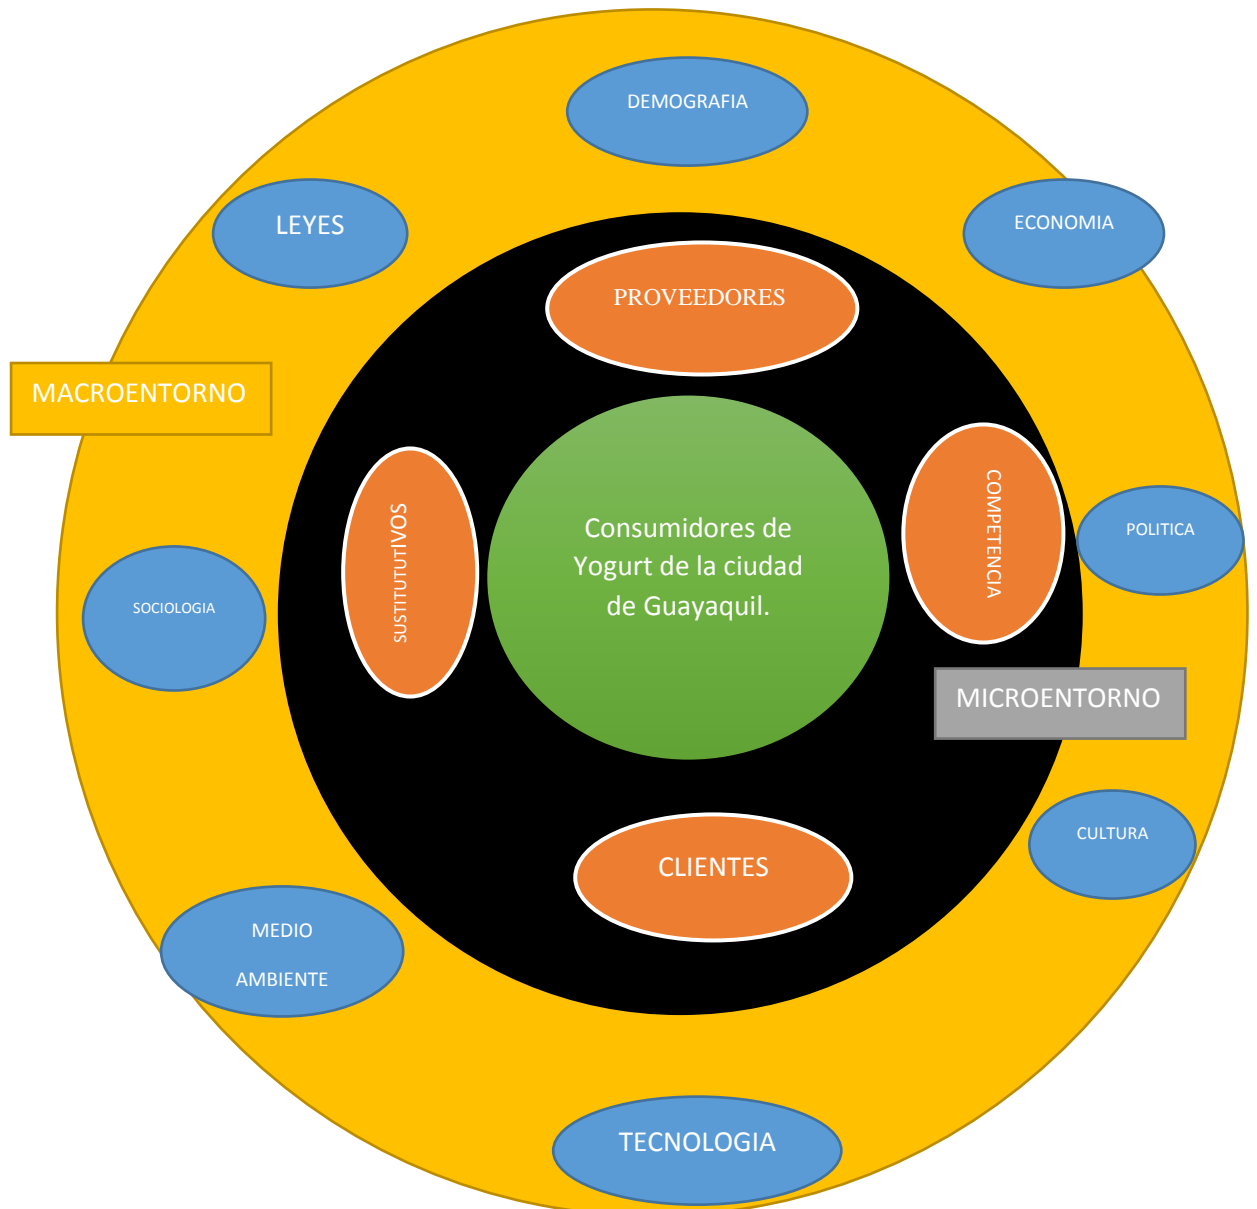 DEMOGRAFIA
LEYES
ECONOMIA
PROVEEDORES
MACROENTORNO
SUSTITUTUTIVOS
COMPETENCIA
Consumidores de
Yogurt de la ciudad
de Guayaquil.
POLITICA
SOCIOLOGIA
MICROENTORNO
CULTURA
CLIENTES
MEDIO
AMBIENTE
TECNOLOGIA